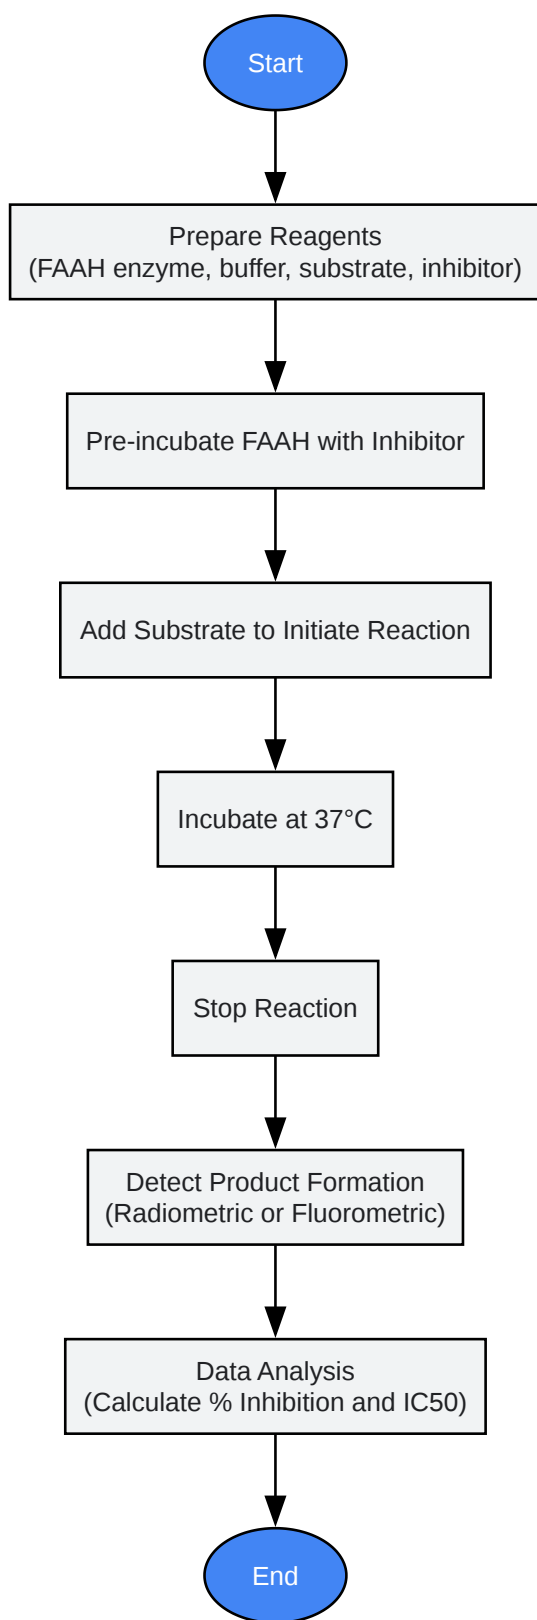 Start
Prepare Reagents
(FAAH enzyme, buffer, substrate, inhibitor)
Pre-incubate FAAH with Inhibitor
Add Substrate to Initiate Reaction
Incubate at 37°C
Stop Reaction
Detect Product Formation
(Radiometric or Fluorometric)
Data Analysis
(Calculate % Inhibition and IC50)
End